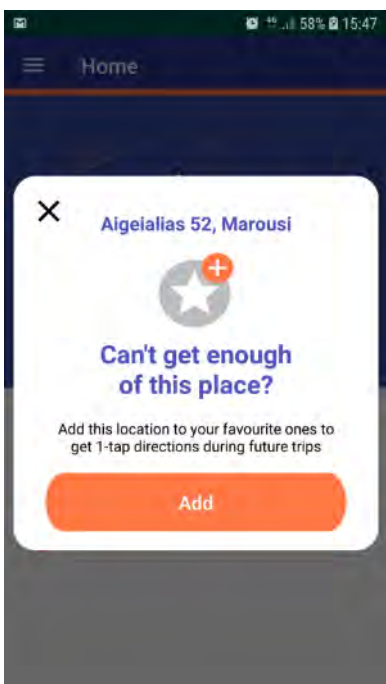 58% 15:47
Home
Aigeialias 52, Marousi
Can't get enough
of this place?
Add this location to your favourite ones to
get 1-tap directions during future trips
Add